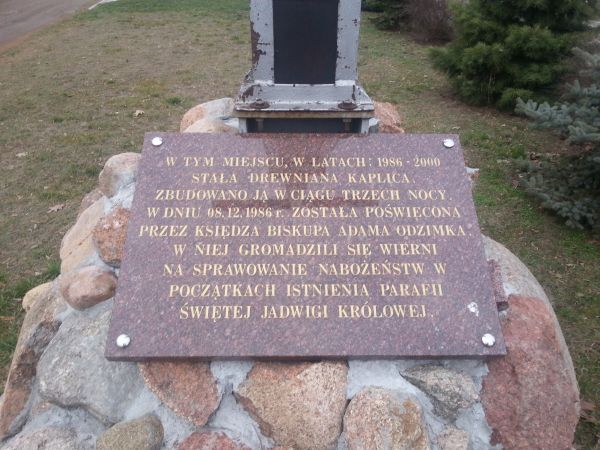 W TYM MIEJSCU, W LATACH: 1986-2000
STAŁA DREWNIANA KAPLICA.
ZBUDOWANO JĄ W CIĄGU TRZECH NOCY.
W DNIU 08.12.1986 r. ZOSTAŁA POŚWIĘCONA
PRZEZ KSIĘDZA BISKUPA ADAMA ODZIMKA.
W NIEJ GROMADZILI SIĘ WIERNI
NA SPRAWOWANIE NABOŻEŃSTW W
POCZĄTKACH ISTNIENIA PARAFII
ŚWIĘTEJ JADWIGI KRÓLOWEJ.